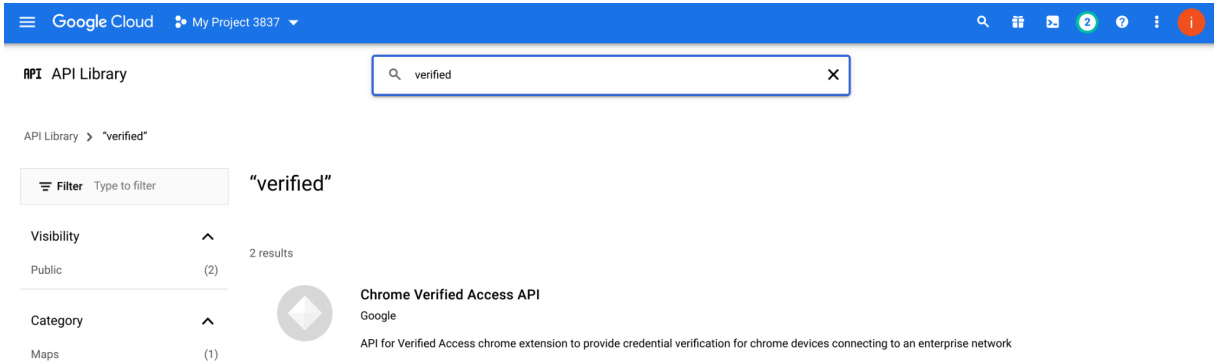 Google Cloud My Project 3837 2 i
API API Library verified
API Library "verified"
Filter Type to filter
"verified"
Visibility
2 results
Public (2)
Chrome Verified Access API
Category
Google
API for Verified Access chrome extension to provide credential verification for chrome devices connecting to an enterprise network
Maps (1)